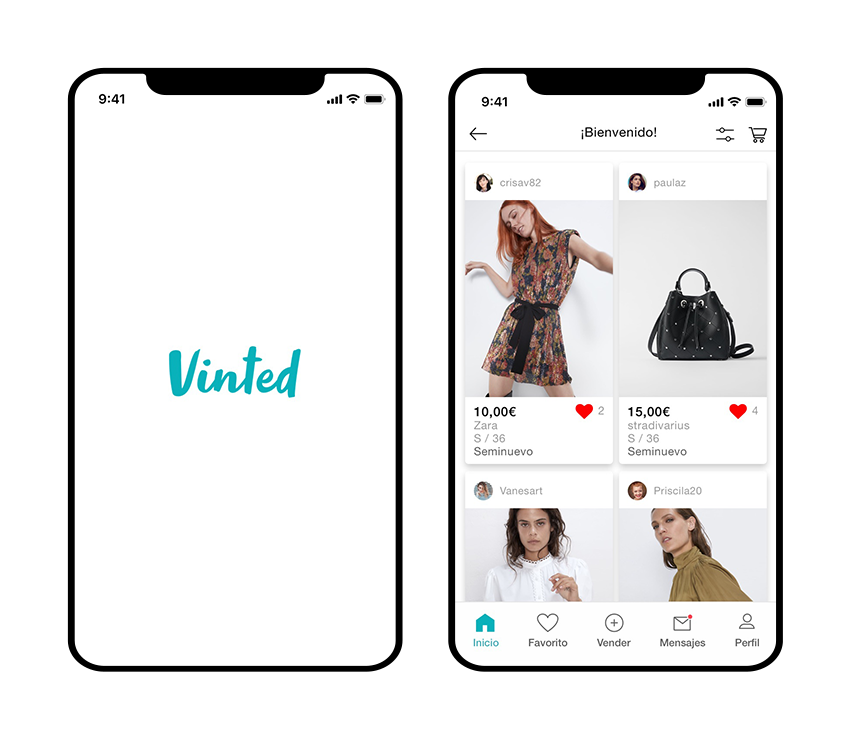 9:41
Vinted
9:41
¡Bienvenido!
crisav82
paulaz
10,00€
2
Zara
S / 36
Seminuevo
15,00€
4
stradivarius
S / 36
Seminuevo
Vanesart
Priscila20
Inicio
Favorito
Vender
Mensajes
Perfil